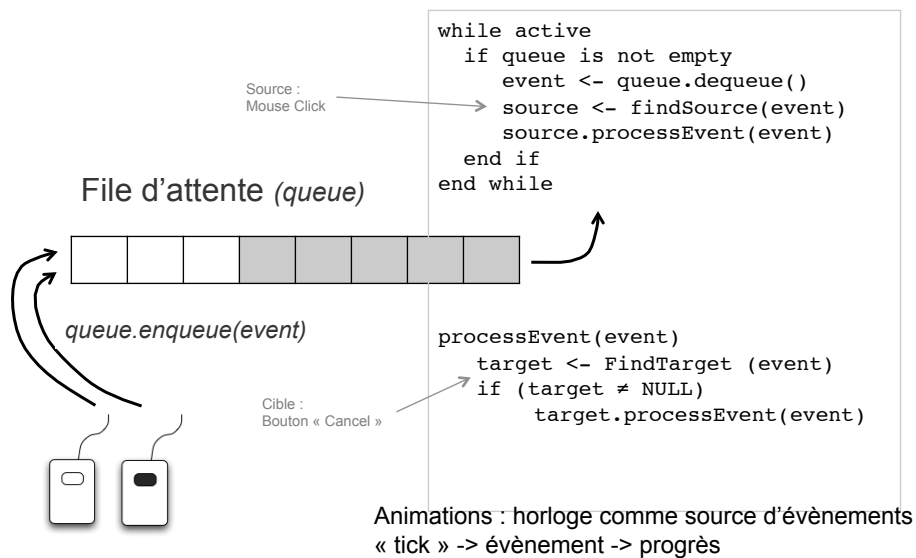 while active
if queue is not empty
event <- queue.dequeue()
source <- findSource(event)
source.processEvent(event)
end if
end while
Source :
Mouse Click
File d'attente (queue)
queue.enqueue(event)
processEvent(event)
target <- FindTarget (event)
if (target ≠ NULL)
target.processEvent(event)
Cible :
Bouton « Cancel »
Animations : horloge comme source d'évènements
« tick » -> évènement -> progrès